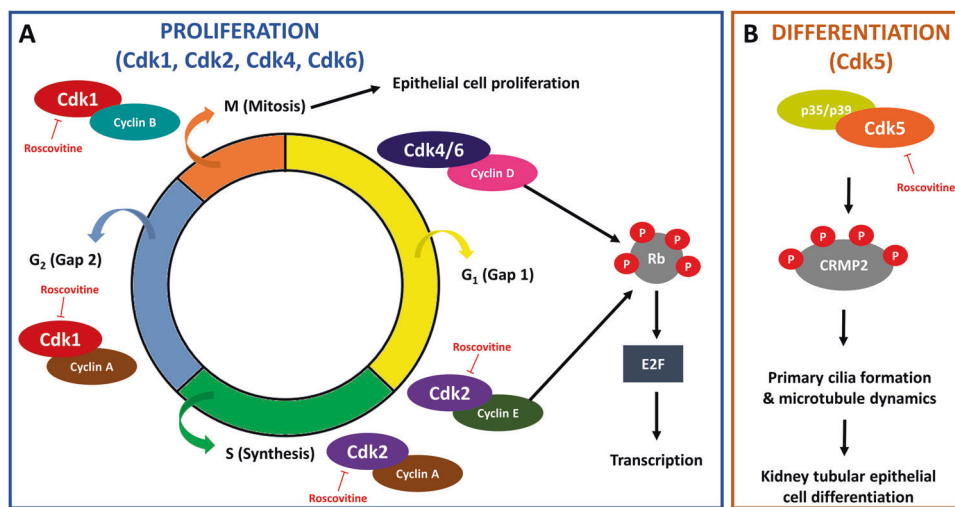 A
PROLIFERATION
(Cdk1, Cdk2, Cdk4, Cdk6)
Cdk1
Cyclin B
Roscovitine
M (Mitosis)
Epithelial cell proliferation
Cdk4/6
Cyclin D
G₂ (Gap 2)
G₁ (Gap 1)
P
P
P
P
Rb
Roscovitine
Cdk1
Cyclin A
Roscovitine
Cdk2
Cyclin E
E2F
S (Synthesis)
Cdk2
Cyclin A
Roscovitine
Transcription
B
DIFFERENTIATION
(Cdk5)
p35/p39
Cdk5
Roscovitine
P
P
P
P
CRMP2
Primary cilia formation
& microtubule dynamics
Kidney tubular epithelial
cell differentiation